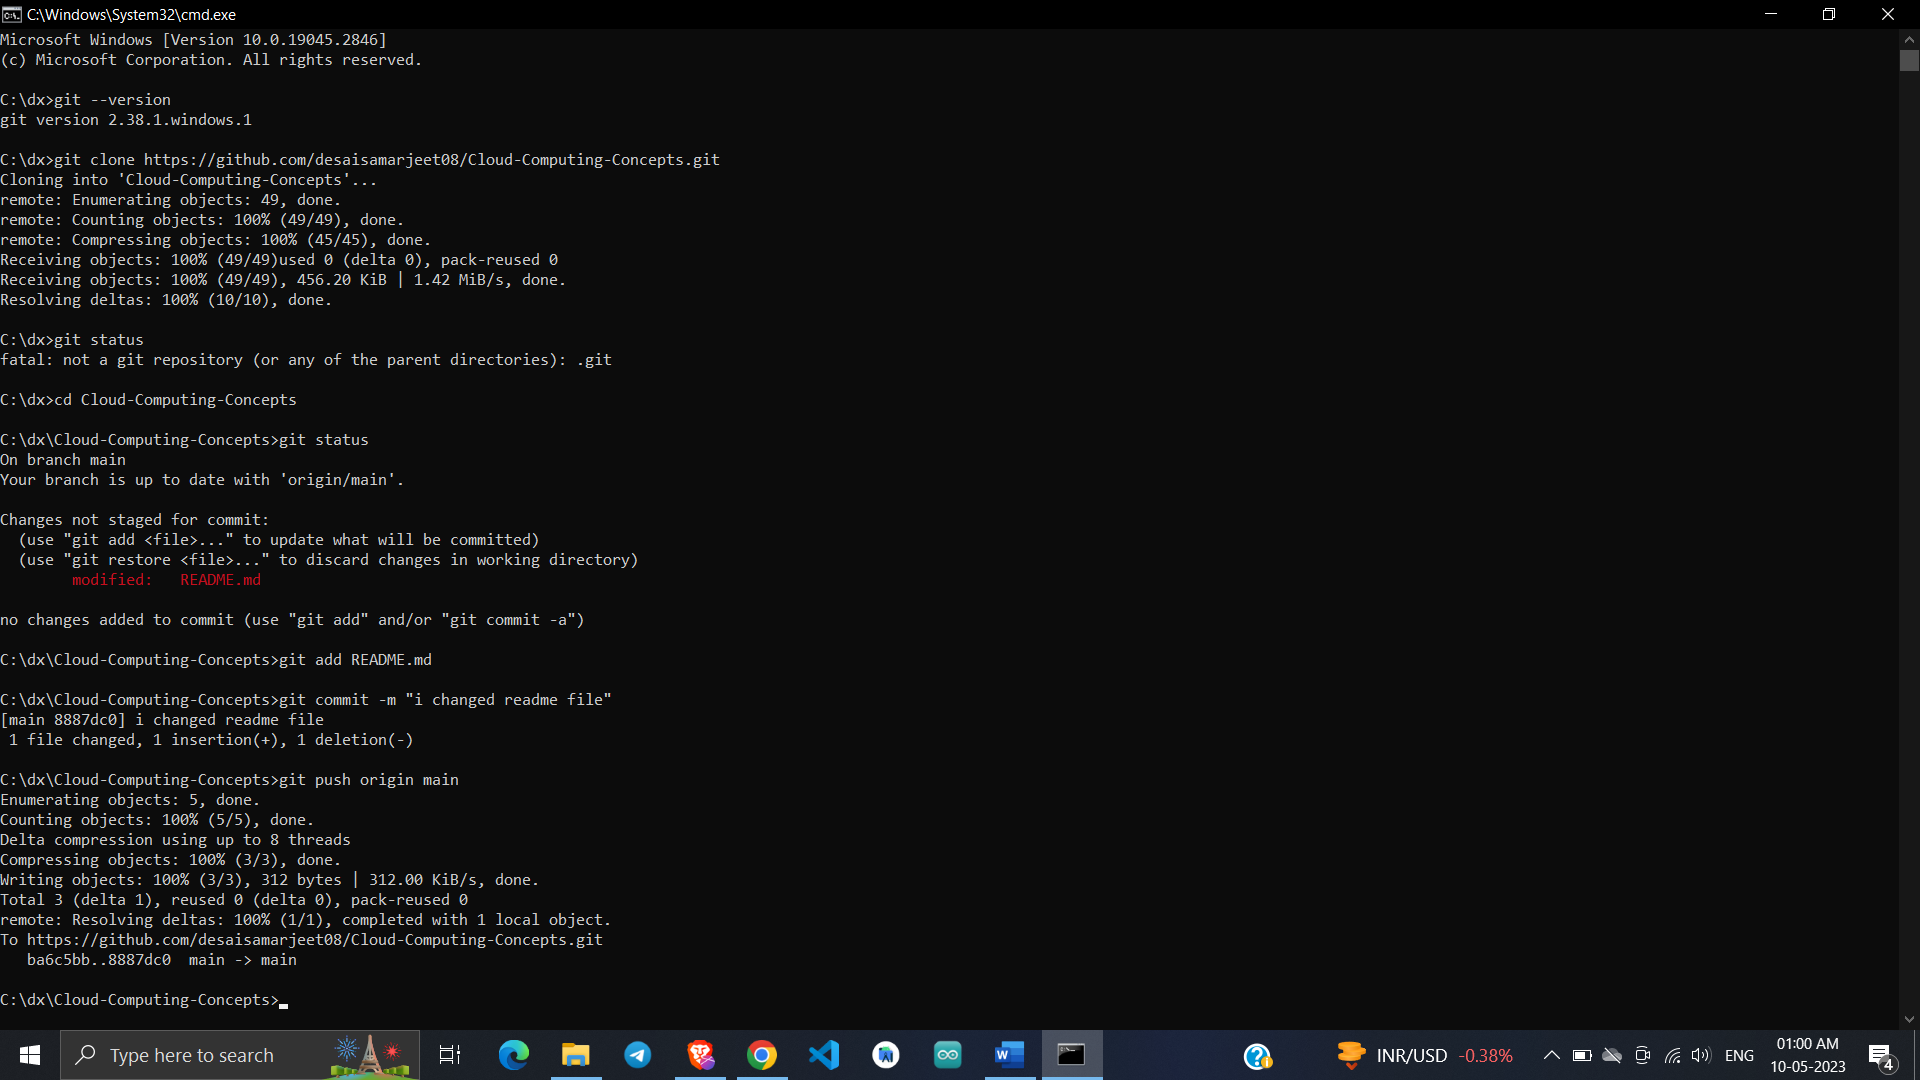 C:\Windows\System32\cmd.exe
Microsoft Windows [Version 10.0.19045.2846]
(c) Microsoft Corporation. All rights reserved.
C:\dx>git --version
git version 2.38.1.windows.1
C:\dx>git clone https://github.com/desaisamarjeet08/Cloud-Computing-Concepts.git
Cloning into 'Cloud-Computing-Concepts'...
remote: Enumerating objects: 49, done.
remote: Counting objects: 100% (49/49), done.
remote: Compressing objects: 100% (45/45), done.
Receiving objects: 100% (49/49)used 0 (delta 0), pack-reused 0
Receiving objects: 100% (49/49), 456.20 KiB | 1.42 MiB/s, done.
Resolving deltas: 100% (10/10), done.
C:\dx>git status
fatal: not a git repository (or any of the parent directories): .git
C:\dx>cd Cloud-Computing-Concepts
C:\dx\Cloud-Computing-Concepts>git status
On branch main
Your branch is up to date with 'origin/main'.
Changes not staged for commit:
  (use "git add <file>..." to update what will be committed)
  (use "git restore <file>..." to discard changes in working directory)
        modified:   README.md
no changes added to commit (use "git add" and/or "git commit -a")
C:\dx\Cloud-Computing-Concepts>git add README.md
C:\dx\Cloud-Computing-Concepts>git commit -m "i changed readme file"
[main 8887dc0] i changed readme file
 1 file changed, 1 insertion(+), 1 deletion(-)
C:\dx\Cloud-Computing-Concepts>git push origin main
Enumerating objects: 5, done.
Counting objects: 100% (5/5), done.
Delta compression using up to 8 threads
Compressing objects: 100% (3/3), done.
Writing objects: 100% (3/3), 312 bytes | 312.00 KiB/s, done.
Total 3 (delta 1), reused 0 (delta 0), pack-reused 0
remote: Resolving deltas: 100% (1/1), completed with 1 local object.
To https://github.com/desaisamarjeet08/Cloud-Computing-Concepts.git
   ba6c5bb..8887dc0  main -> main
C:\dx\Cloud-Computing-Concepts>
Type here to search
INR/USD -0.38%
ENG
01:00 AM
10-05-2023
4